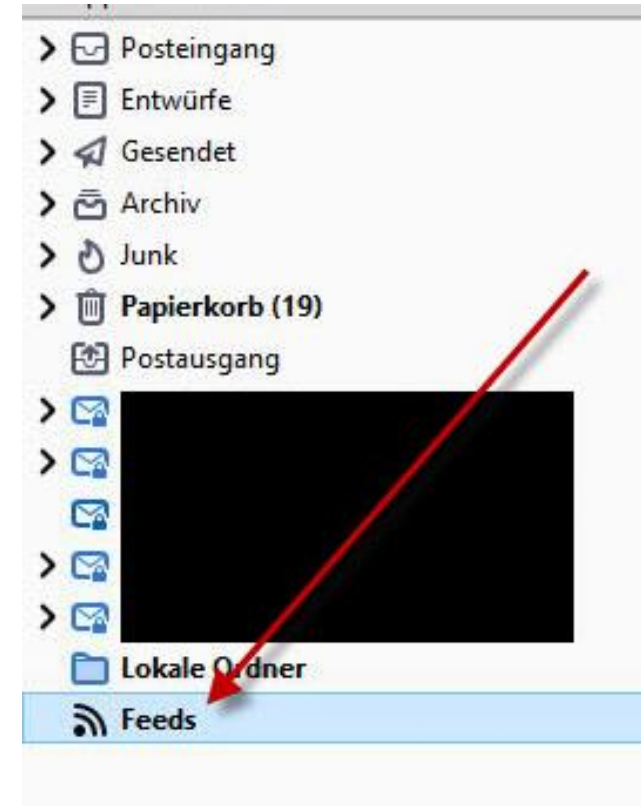 Posteingang
Entwürfe
Gesendet
Archiv
Junk
Papierkorb (19)
Postausgang
Lokale Ordner
Feeds